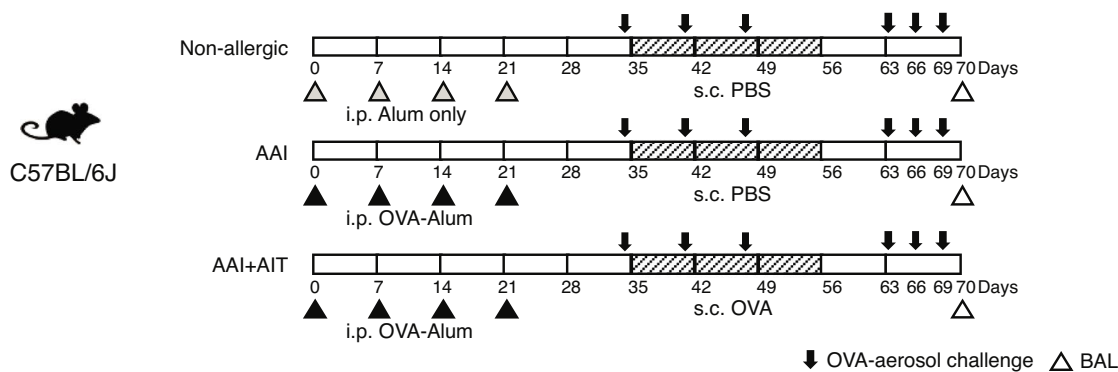 Non-allergic
0 7 14 21 28 35 42 49 56 63 66 69 70 Days
i.p. Alum only s.c. PBS
C57BL/6J
AAI
0 7 14 21 28 35 42 49 56 63 66 69 70 Days
i.p. OVA-Alum s.c. PBS
AAI+AIT
0 7 14 21 28 35 42 49 56 63 66 69 70 Days
i.p. OVA-Alum s.c. OVA
OVA-aerosol challenge BAL